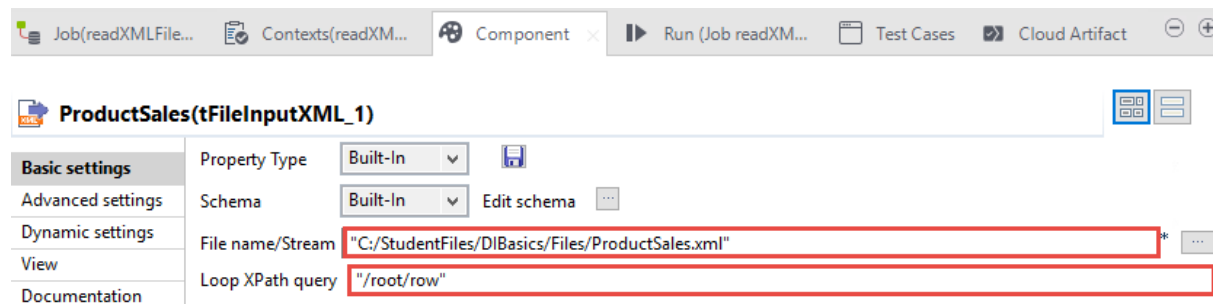 Job(readXMLFile... Contexts(readXM... Component Run (Job readXM... Test Cases Cloud Artifact
ProductSales(tFileInputXML_1)
Basic settings Property Type Built-In
Advanced settings Schema Built-In Edit schema ...
Dynamic settings File name/Stream "C:/StudentFiles/DIBasics/Files/ProductSales.xml" * ...
View Loop XPath query "/root/row"
Documentation